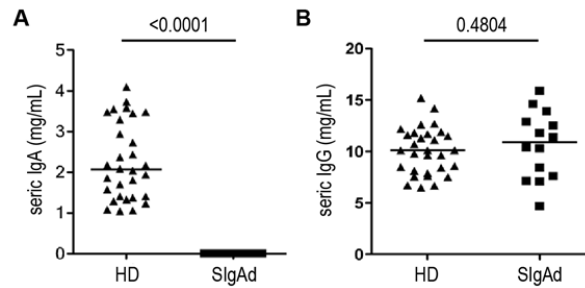 A
<0.0001
seric IgA (mg/mL)
5
4
3
2
1
0
HD
SIgAd
B
0.4804
seric IgG (mg/mL)
20
15
10
5
0
HD
SIgAd